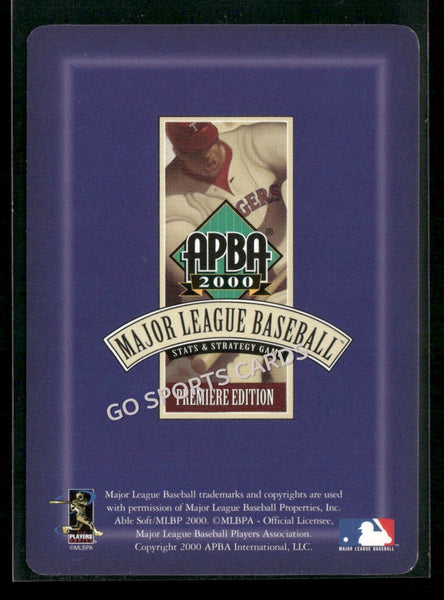 T
GERS
APBA®
2000
MAJOR LEAGUE BASEBALL™
STATS & STRATEGY GAME
GO SPORTS CARDS
PREMIERE EDITION
Major League Baseball trademarks and copyrights are used
with permission of Major League Baseball Properties, Inc.
Able Soft/MLBP 2000. ©MLBPA - Official Licensee,
Major League Baseball Players Association.
Copyright 2000 APBA International, LLC.
PLAYERS
CHOICE
©MLBPA
MAJOR LEAGUE BASEBALL